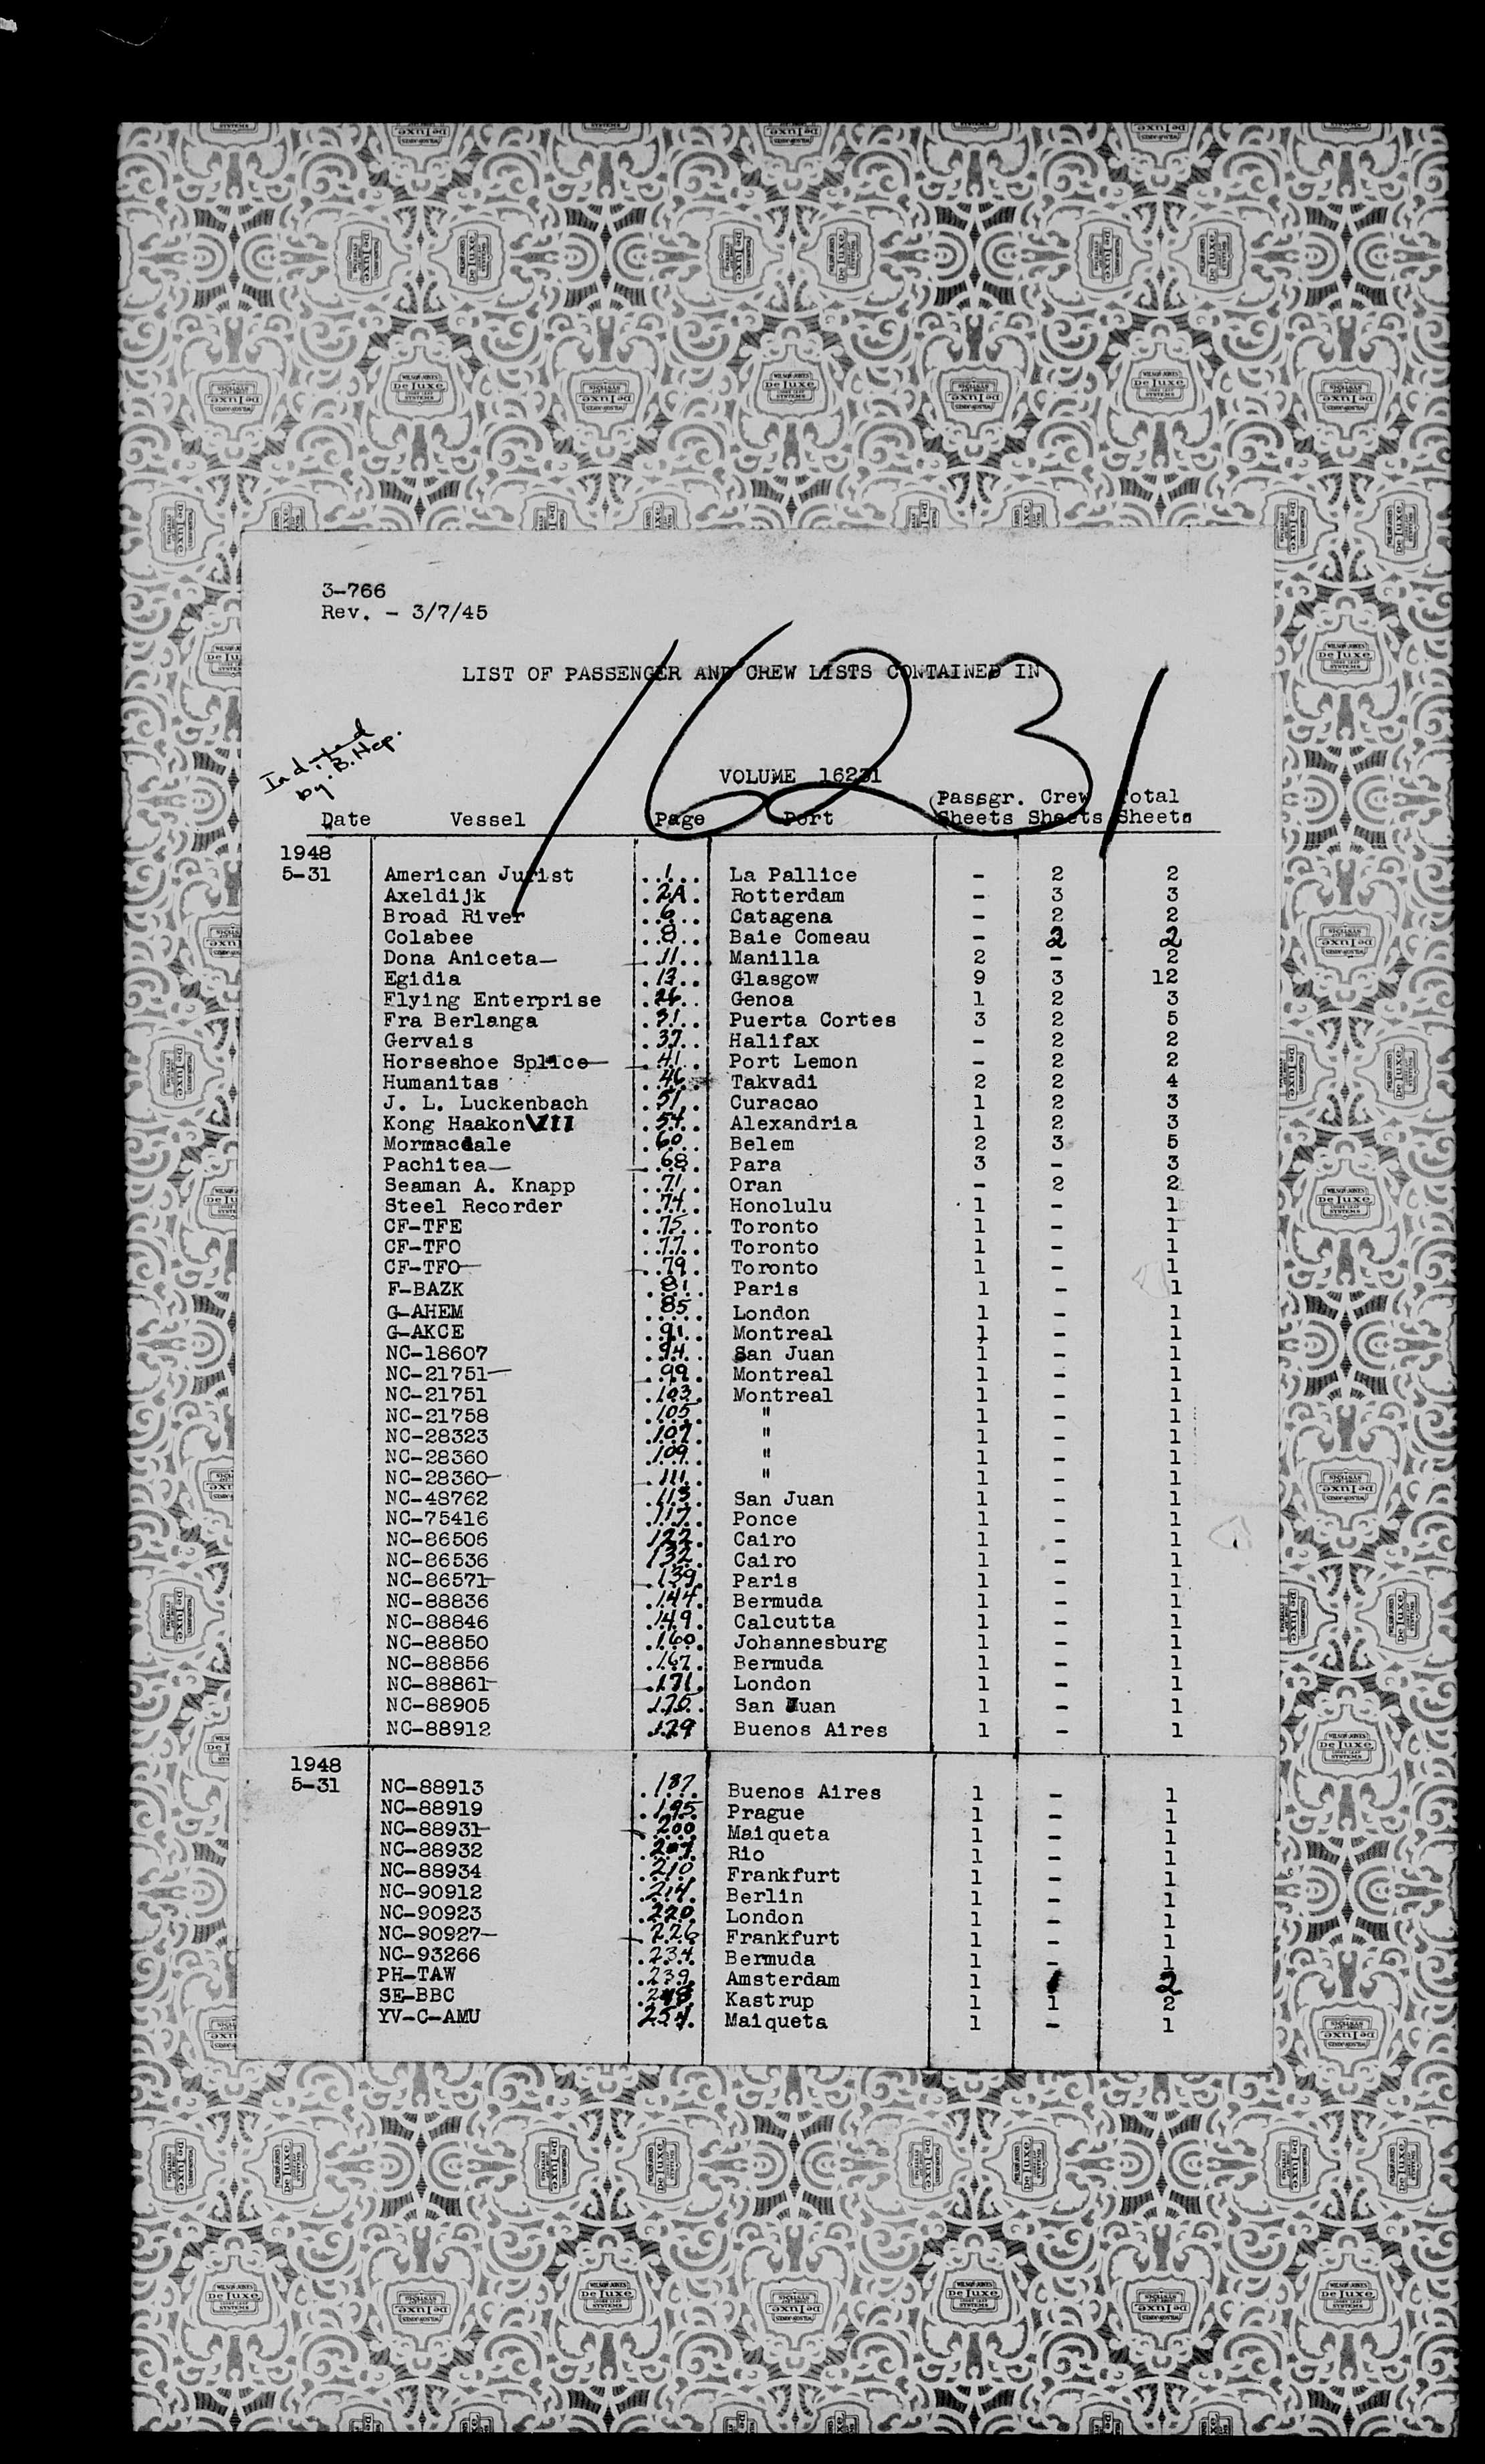 3-766
Rev. - 3/7/45
LIST OF PASSENGER AND CREW LISTS CONTAINED IN
16231
by B. Hep.
VOLUME 16231
Date Vessel Page Port Passgr. Sheets Crew Sheets Total Sheets
1948
5-31 American Jurist 1 La Pallice - 2 2
Axeldijk 2A Rotterdam - 3 3
Broad River 6 Catagena - 2 2
Colabee 8 Baie Comeau - 2 2
Dona Aniceta— 11 Manilla 2 - 2
Egidia 13 Glasgow 9 3 12
Flying Enterprise 26 Genoa 1 2 3
Fra Berlanga 31 Puerta Cortes 3 2 5
Gervais 37 Halifax - 2 2
Horseshoe Splice— 41 Port Lemon - 2 2
Humanitas 46 Takvadi 2 2 4
J. L. Luckenbach 51 Curacao 1 2 3
Kong Haakon VII 54 Alexandria 1 2 3
Mormacdale 60 Belem 2 3 5
Pachitea— 68 Para 3 - 3
Seaman A. Knapp 71 Oran - 2 2
Steel Recorder 74 Honolulu 1 - 1
CF-TFE 75 Toronto 1 - 1
CF-TFO 77 Toronto 1 - 1
CF-TFO— 79 Toronto 1 - 1
F-BAZK 81 Paris 1 - 1
G-AHEM 85 London 1 - 1
G-AKCE 91 Montreal 1 - 1
NC-18607 94 San Juan 1 - 1
NC-21751— 99 Montreal 1 - 1
NC-21751 103 Montreal 1 - 1
NC-21758 105 " 1 - 1
NC-28323 107 " 1 - 1
NC-28360 109 " 1 - 1
NC-28360— 111 " 1 - 1
NC-48762 113 San Juan 1 - 1
NC-75416 117 Ponce 1 - 1
NC-86506 122 Cairo 1 - 1
NC-86536 132 Cairo 1 - 1
NC-86571— 139 Paris 1 - 1
NC-88836 144 Bermuda 1 - 1
NC-88846 149 Calcutta 1 - 1
NC-88850 160 Johannesburg 1 - 1
NC-88856 167 Bermuda 1 - 1
NC-88861— 171 London 1 - 1
NC-88905 175 San Juan 1 - 1
NC-88912 179 Buenos Aires 1 - 1
1948
5-31 NC-88913 187 Buenos Aires 1 - 1
NC-88919 195 Prague 1 - 1
NC-88931— 200 Maiqueta 1 - 1
NC-88932 207 Rio 1 - 1
NC-88934 210 Frankfurt 1 - 1
NC-90912 214 Berlin 1 - 1
NC-90923 220 London 1 - 1
NC-90927— 226 Frankfurt 1 - 1
NC-93266 234 Bermuda 1 - 1
PH-TAW 239 Amsterdam 1 1 2
SE-BBC 248 Kastrup 1 1 2
YV-C-AMU 254 Maiqueta 1 - 1
WILSON-JONES
De luxe
LOOSE LEAF
SYSTEMS